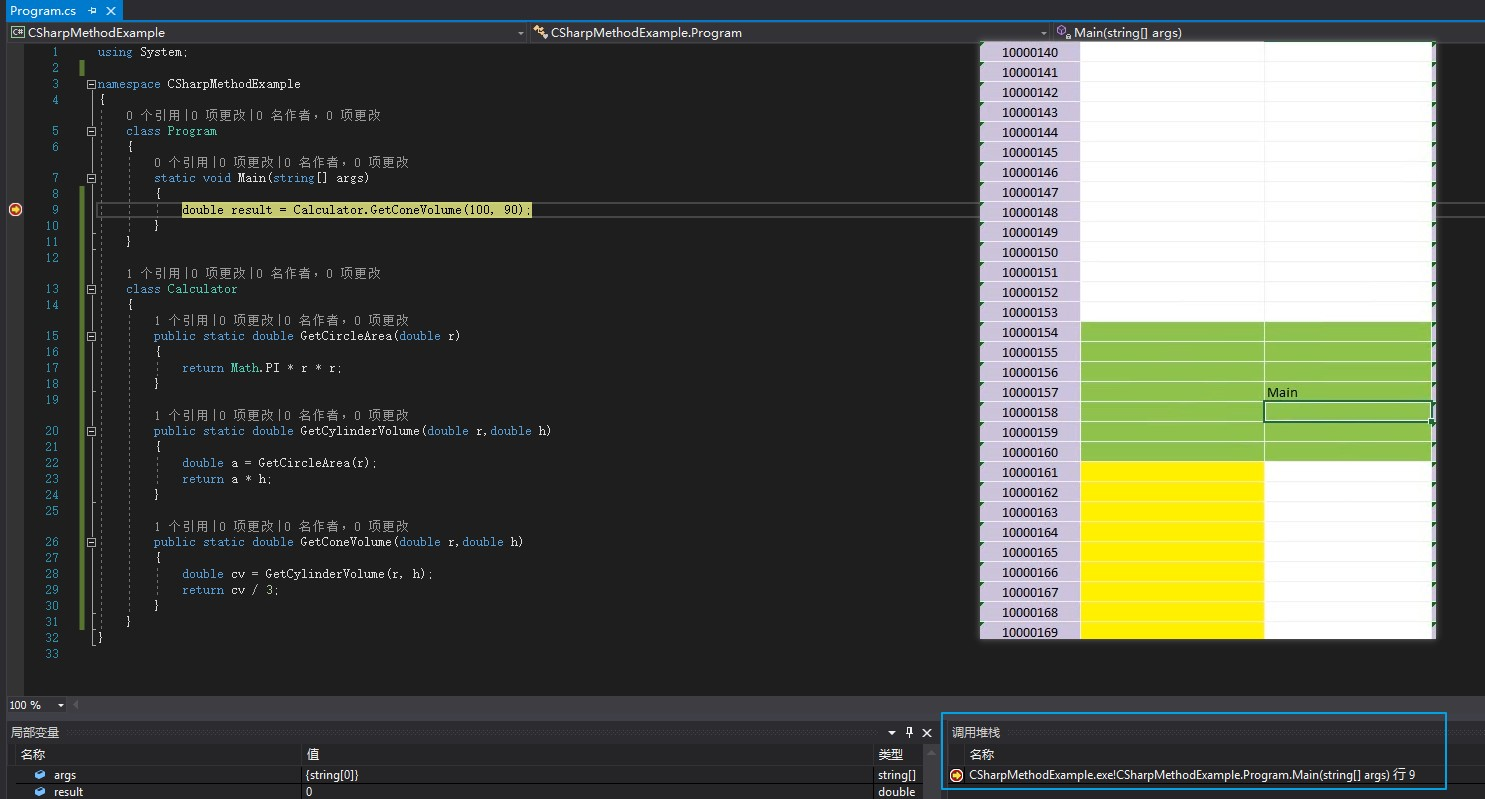 Program.cs
CSharpMethodExample
CSharpMethodExample.Program
Main(string[] args)
1 using System;
2
3 namespace CSharpMethodExample
4 {
0 个引用|0 项更改|0 名作者，0 项更改
5 class Program
6 {
0 个引用|0 项更改|0 名作者，0 项更改
7 static void Main(string[] args)
8 {
9 double result = Calculator.GetConeVolume(100, 90);
10 }
11 }
12
1 个引用|0 项更改|0 名作者，0 项更改
13 class Calculator
14 {
1 个引用|0 项更改|0 名作者，0 项更改
15 public static double GetCircleArea(double r)
16 {
17 return Math.PI * r * r;
18 }
19
1 个引用|0 项更改|0 名作者，0 项更改
20 public static double GetCylinderVolume(double r,double h)
21 {
22 double a = GetCircleArea(r);
23 return a * h;
24 }
25
1 个引用|0 项更改|0 名作者，0 项更改
26 public static double GetConeVolume(double r,double h)
27 {
28 double cv = GetCylinderVolume(r, h);
29 return cv / 3;
30 }
31 }
32 }
33
10000140
10000141
10000142
10000143
10000144
10000145
10000146
10000147
10000148
10000149
10000150
10000151
10000152
10000153
10000154
10000155
10000156
10000157 Main
10000158
10000159
10000160
10000161
10000162
10000163
10000164
10000165
10000166
10000167
10000168
10000169
100 %
局部变量
名称 值 类型
args {string[0]} string[]
result 0 double
调用堆栈
名称
CSharpMethodExample.exe!CSharpMethodExample.Program.Main(string[] args) 行 9